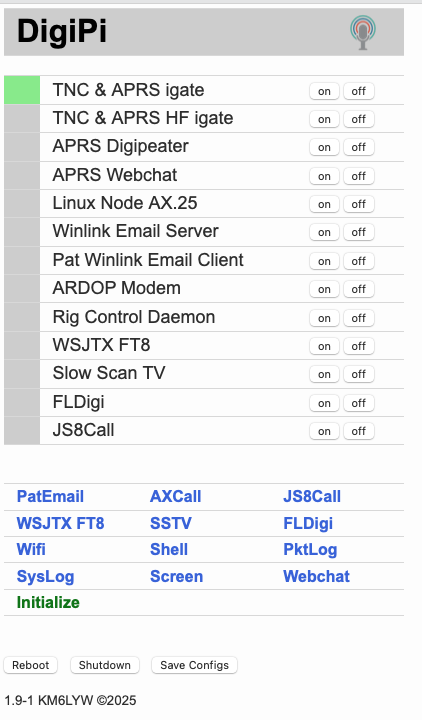 DigiPi
TNC & APRS igate on off
TNC & APRS HF igate on off
APRS Digipeater on off
APRS Webchat on off
Linux Node AX.25 on off
Winlink Email Server on off
Pat Winlink Email Client on off
ARDOP Modem on off
Rig Control Daemon on off
WSJTX FT8 on off
Slow Scan TV on off
FLDigi on off
JS8Call on off
PatEmail AXCall JS8Call
WSJTX FT8 SSTV FLDigi
Wifi Shell PktLog
SysLog Screen Webchat
Initialize
Reboot Shutdown Save Configs
1.9-1 KM6LYW ©2025